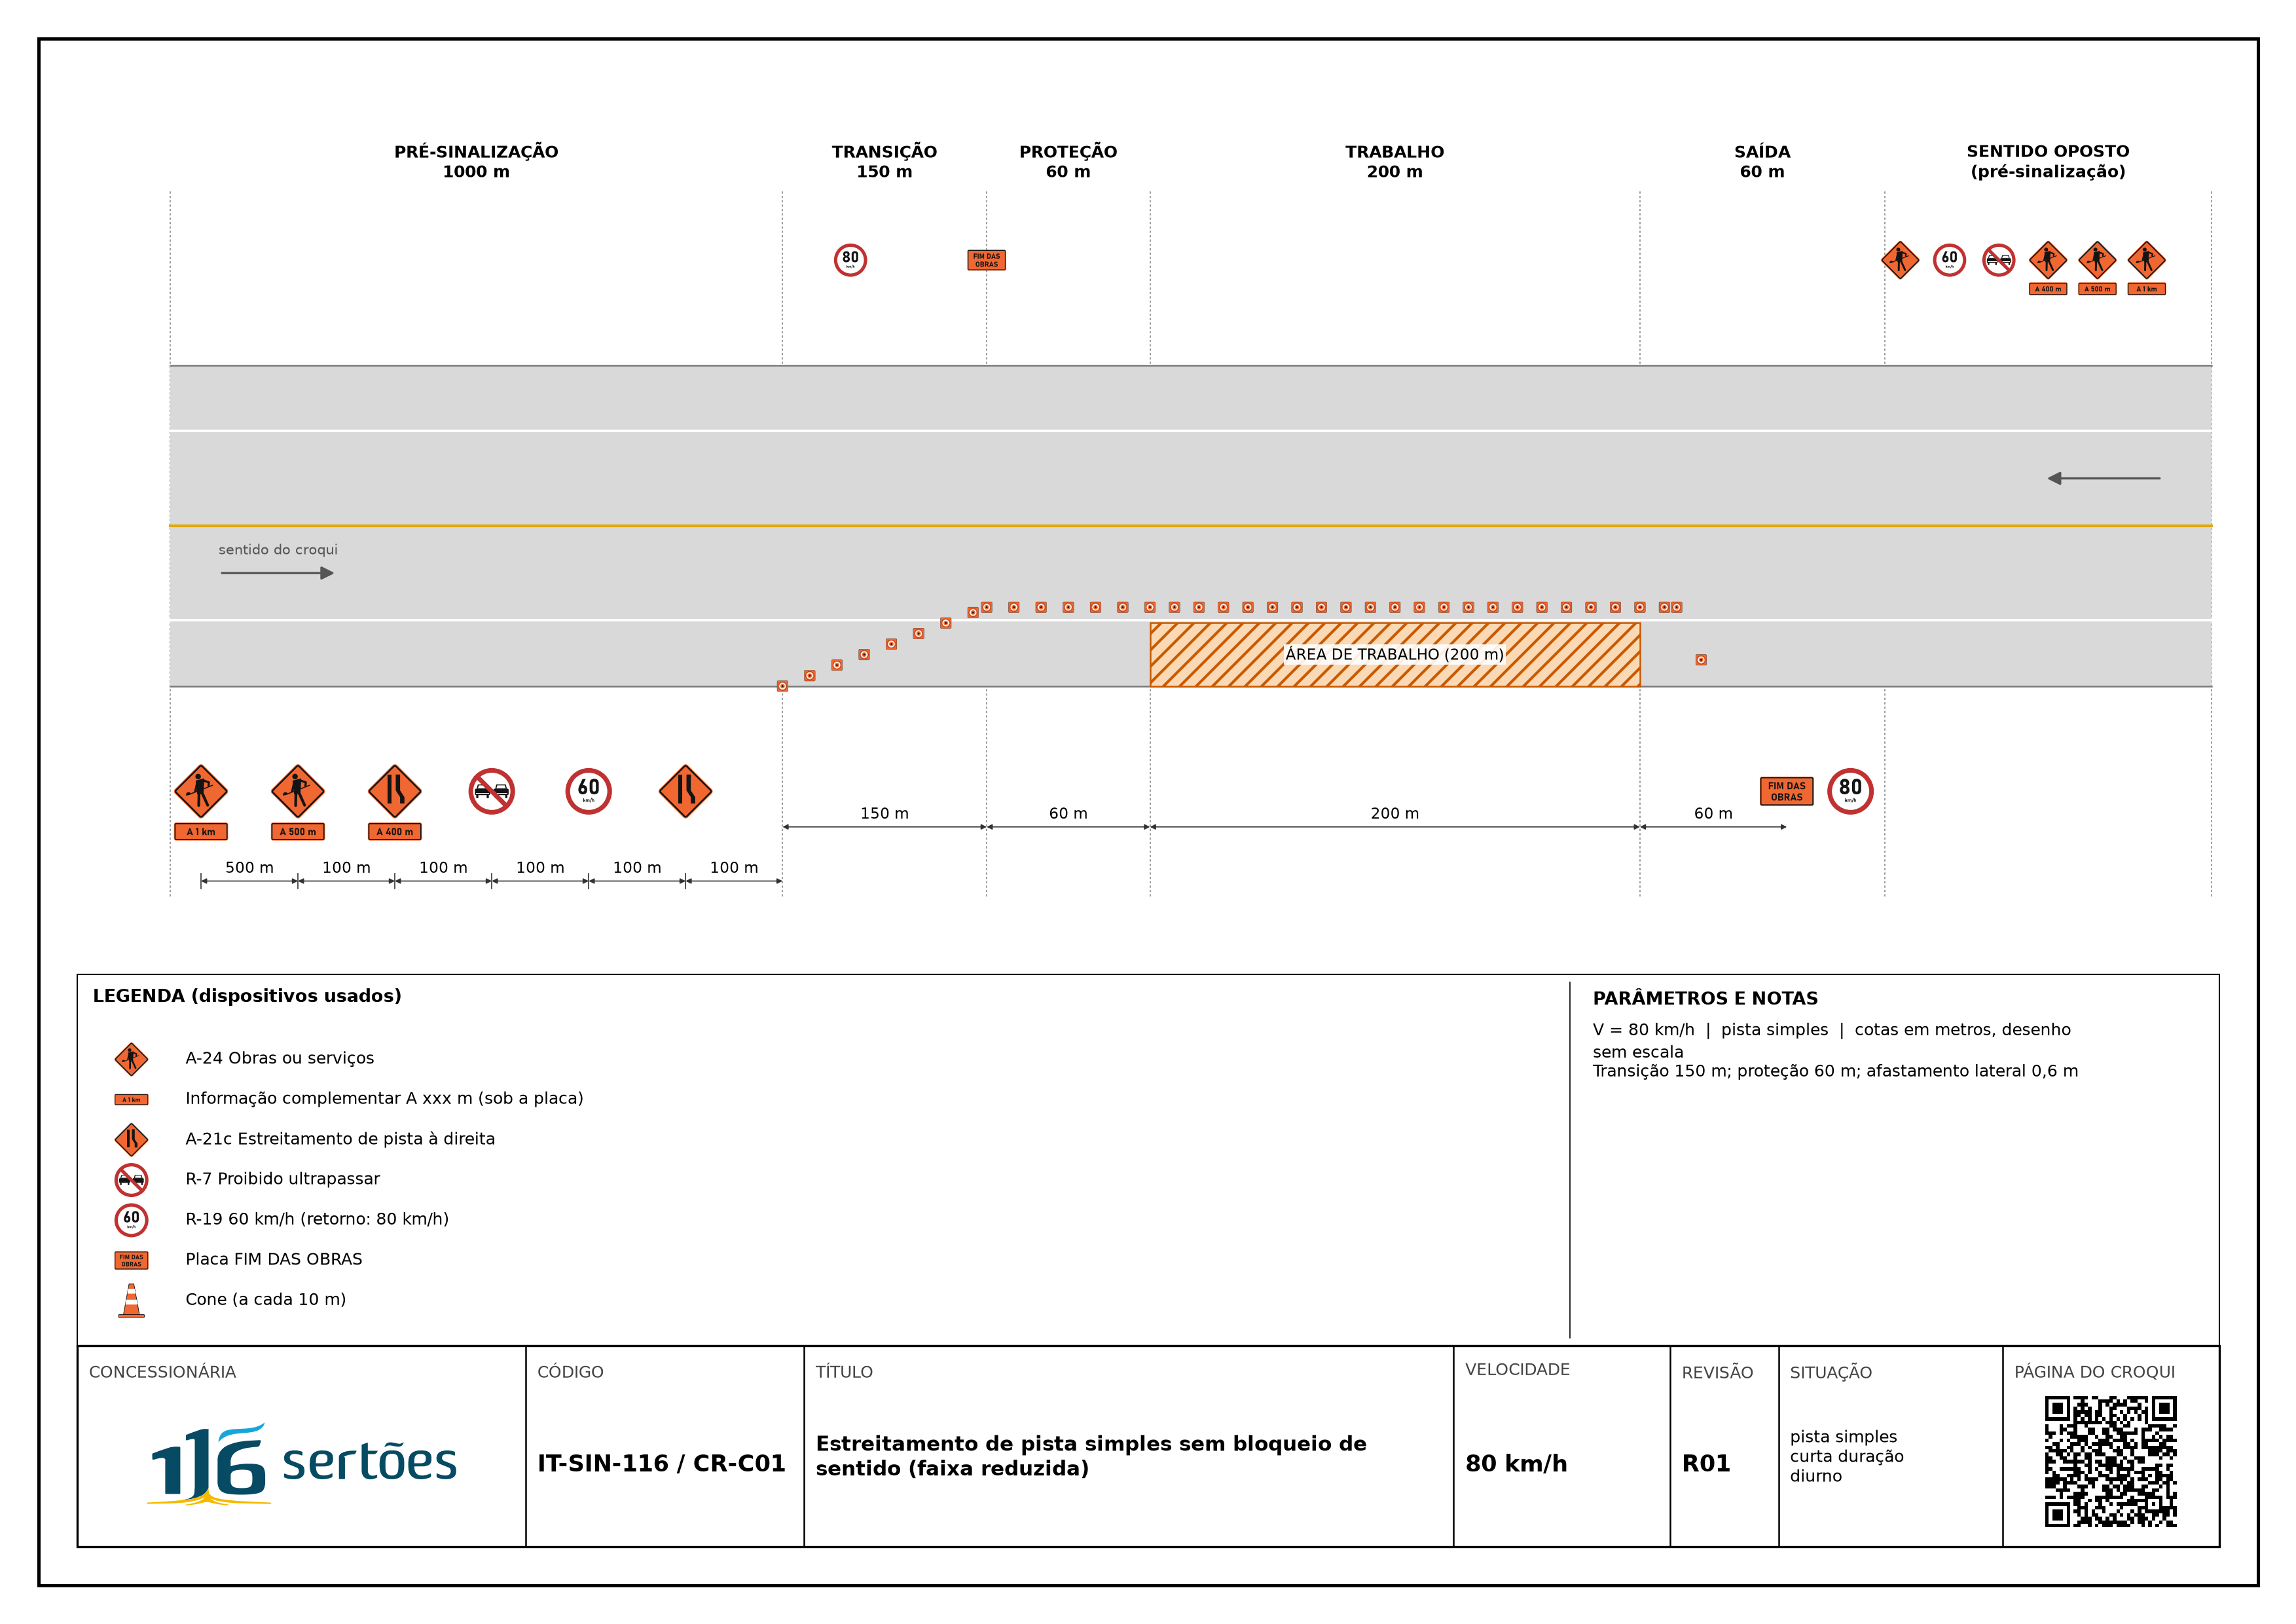 PRÉ-SINALIZAÇÃO
1000 m
TRANSIÇÃO
150 m
PROTEÇÃO
60 m
TRABALHO
200 m
SAÍDA
60 m
SENTIDO OPOSTO
(pré-sinalização)
80
km/h
FIM DAS
OBRAS
60
km/h
A 400 m
A 500 m
A 1 km
sentido do croqui
ÁREA DE TRABALHO (200 m)
A 1 km
A 500 m
A 400 m
60
km/h
FIM DAS
OBRAS
80
km/h
150 m
60 m
200 m
60 m
500 m
100 m
100 m
100 m
100 m
100 m
LEGENDA (dispositivos usados)
A-24 Obras ou serviços
A 1 km
Informação complementar A xxx m (sob a placa)
A-21c Estreitamento de pista à direita
R-7 Proibido ultrapassar
60
km/h
R-19 60 km/h (retorno: 80 km/h)
FIM DAS
OBRAS
Placa FIM DAS OBRAS
Cone (a cada 10 m)
PARÂMETROS E NOTAS
V = 80 km/h | pista simples | cotas em metros, desenho
sem escala
Transição 150 m; proteção 60 m; afastamento lateral 0,6 m
CONCESSIONÁRIA
116 sertões
CÓDIGO
IT-SIN-116 / CR-C01
TÍTULO
Estreitamento de pista simples sem bloqueio de
sentido (faixa reduzida)
VELOCIDADE
80 km/h
REVISÃO
R01
SITUAÇÃO
pista simples
curta duração
diurno
PÁGINA DO CROQUI